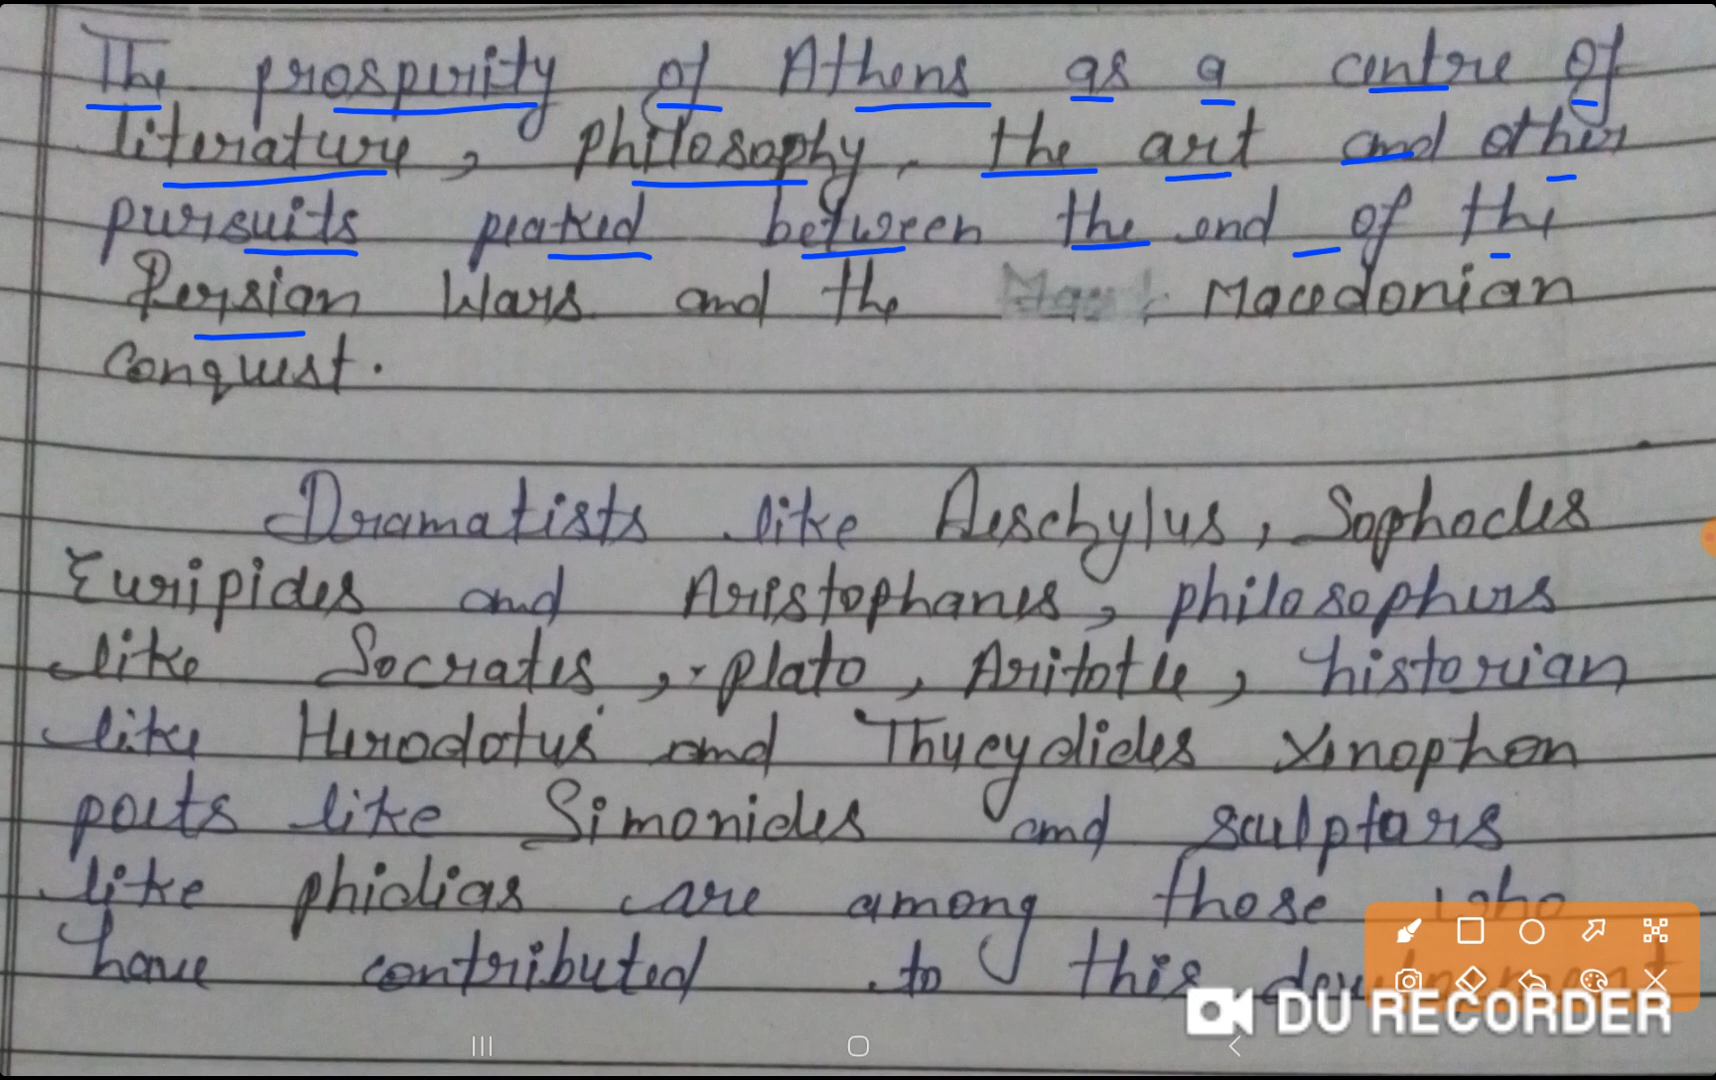 The prosperity of Athens as a centre of
literature, philosophy, the art and other
pursuits peaked between the end of the
Persian Wars and the Macedonian
conquest.
Dramatists like Aeschylus, Sophocles
Euripides and Aristophanes, philosophers
like Socrates, Plato, Aritotle, historian
like Herodotus and Thucydides Xenophon
poets like Simonides and sculptors
like phidias are among those who
have contributed to this development
DU RECORDER